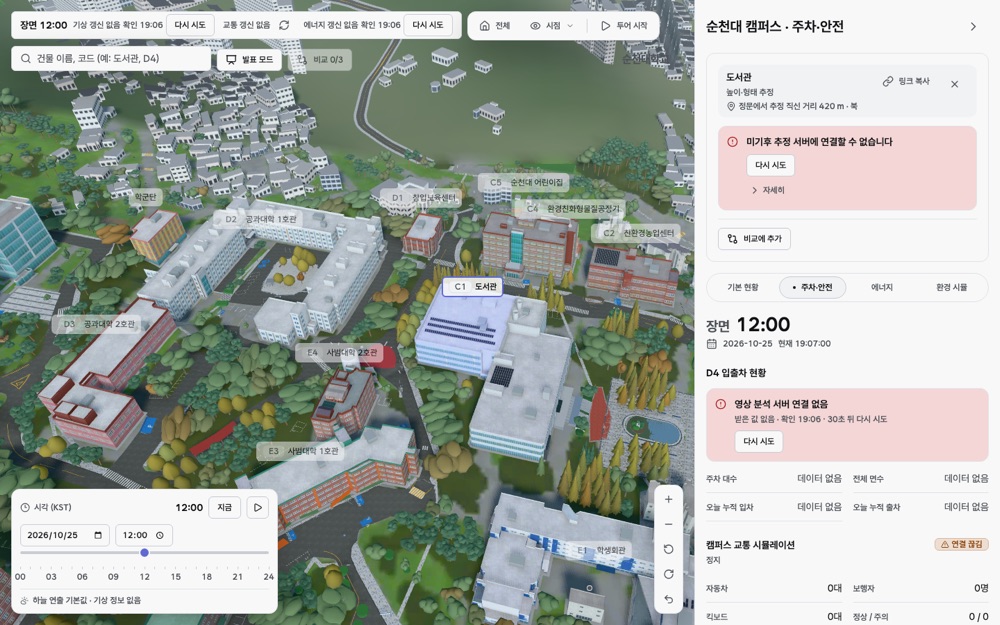 장면 12:00 기상 갱신 없음 확인 19:06 다시 시도 교통 갱신 없음 에너지 갱신 없음 확인 19:06 다시 시도
전체 시점 투어 시작
건물 이름, 코드 (예: 도서관, D4)
발표 모드
비교 0/3
C5 순천대 어린이집
학군단
D1 창업보육센터
C4 환경친화형물질공장기
D2 공과대학 1호관
C2 친환경농업센터
C1 도서관
D3 공과대학 2호관
E4 사범대학 2호관
E3 사범대학 1호관
E1 학생회관
시각 (KST) 12:00 지금
2026/10/25 12:00
00 03 06 09 12 15 18 21 24
하늘 연출 기본값 · 기상 정보 없음
순천대 캠퍼스 · 주차·안전
도서관
링크 복사
높이·형태 추정
정문에서 추정 직선 거리 420 m · 북
미기후 추정 서버에 연결할 수 없습니다
다시 시도
자세히
비교에 추가
기본 현황 주차·안전 에너지 환경 시뮬
장면 12:00
2026-10-25 현재 19:07:00
D4 입출차 현황
영상 분석 서버 연결 없음
받은 값 없음 · 확인 19:06 · 30초 뒤 다시 시도
다시 시도
주차 대수 데이터 없음 전체 면수 데이터 없음
오늘 누적 입차 데이터 없음 오늘 누적 출차 데이터 없음
캠퍼스 교통 시뮬레이션 연결 끊김
정지
자동차 0대 보행자 0명
킥보드 0대 정상 / 주의 0 / 0